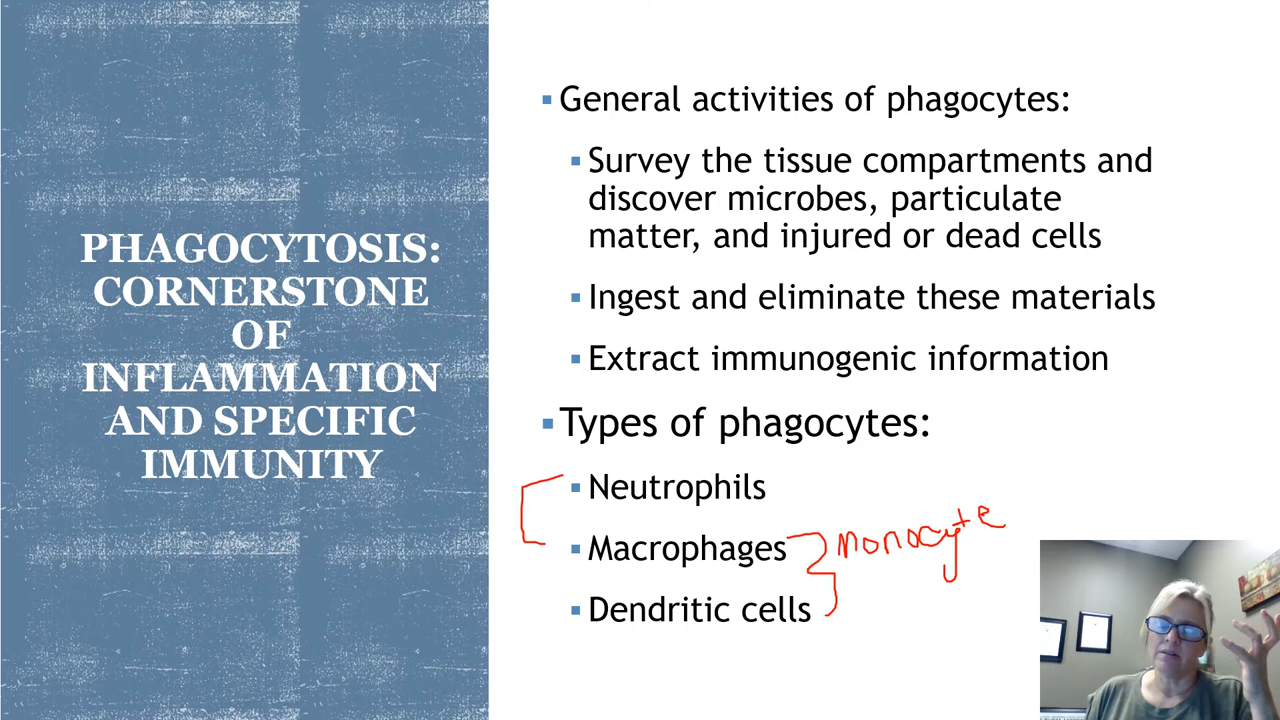 PHAGOCYTOSIS:
CORNERSTONE
OF
INFLAMMATION
AND SPECIFIC
IMMUNITY
▪ General activities of phagocytes:
▪ Survey the tissue compartments and
discover microbes, particulate
matter, and injured or dead cells
▪ Ingest and eliminate these materials
▪ Extract immunogenic information
▪ Types of phagocytes:
▪ Neutrophils
▪ Macrophages
monocyte
▪ Dendritic cells